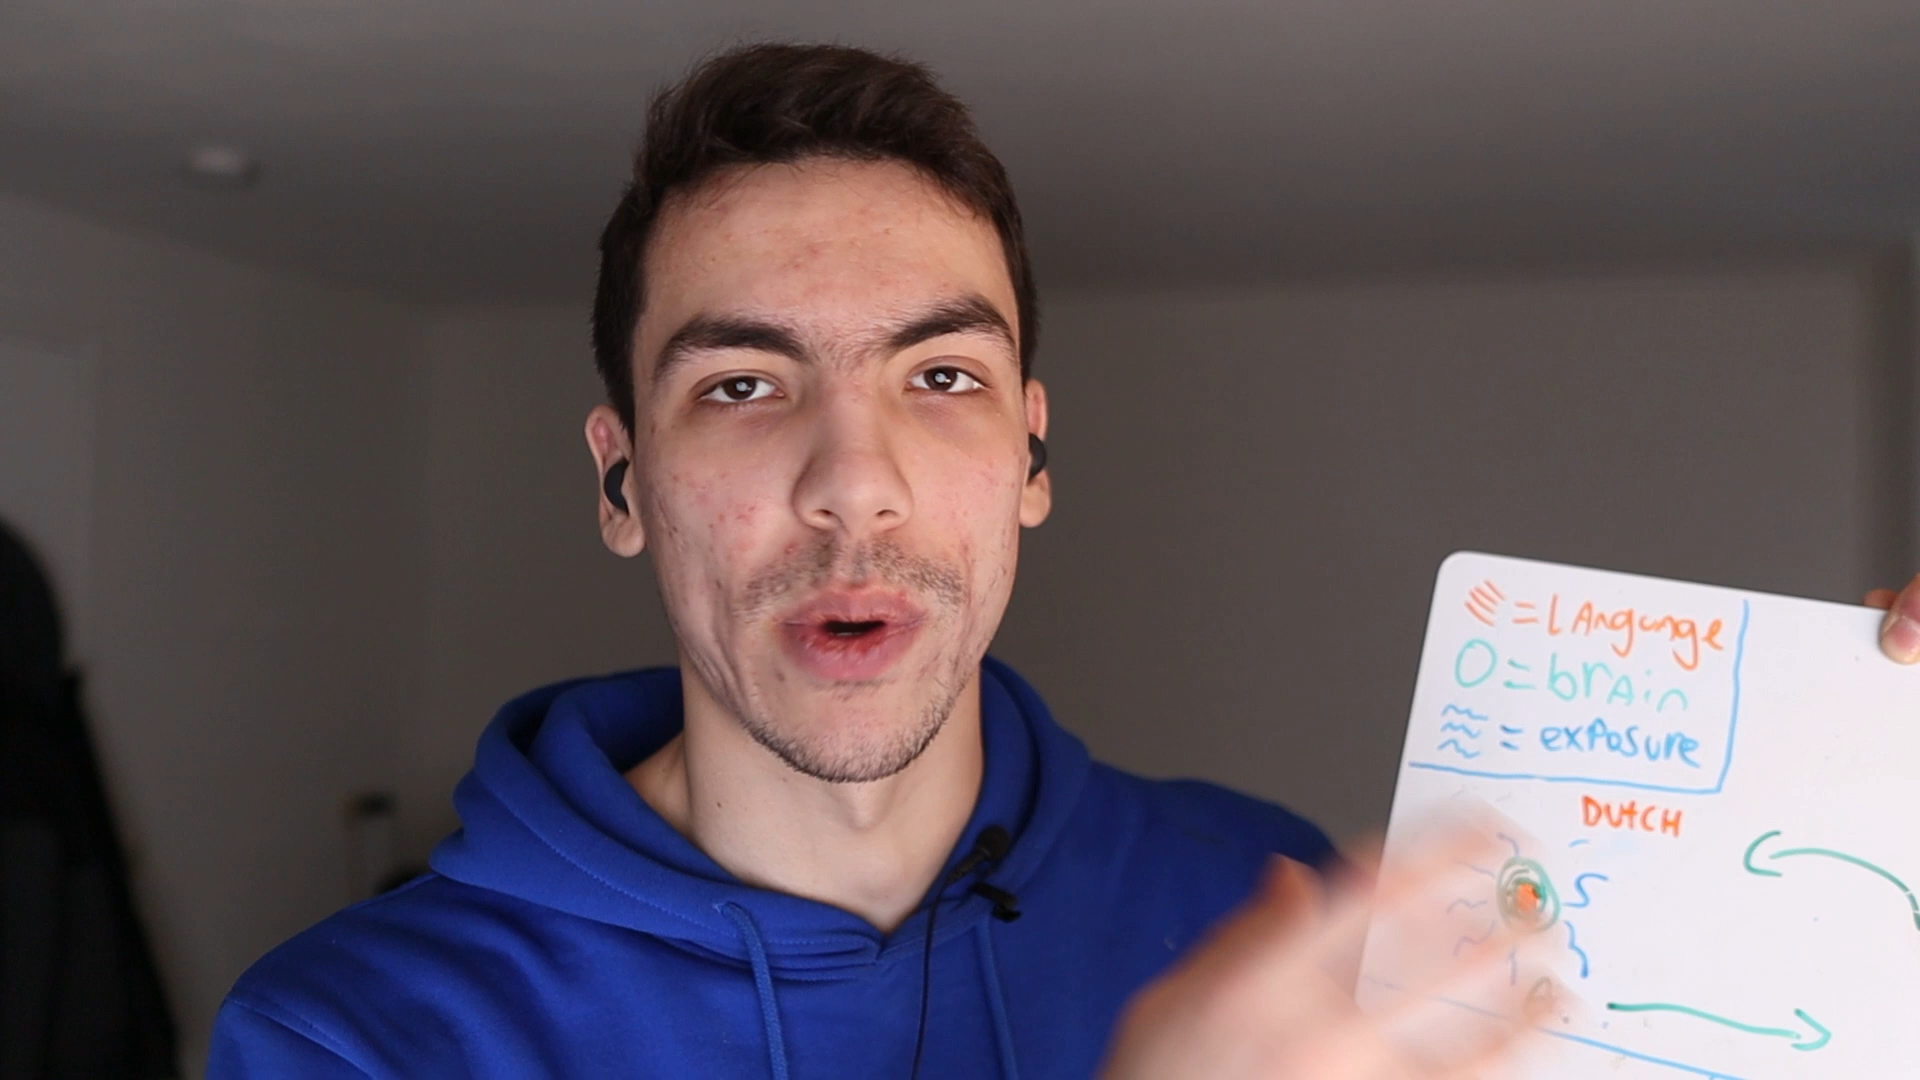 = LAngunge
O = brAin
= exPosure
DUtCH